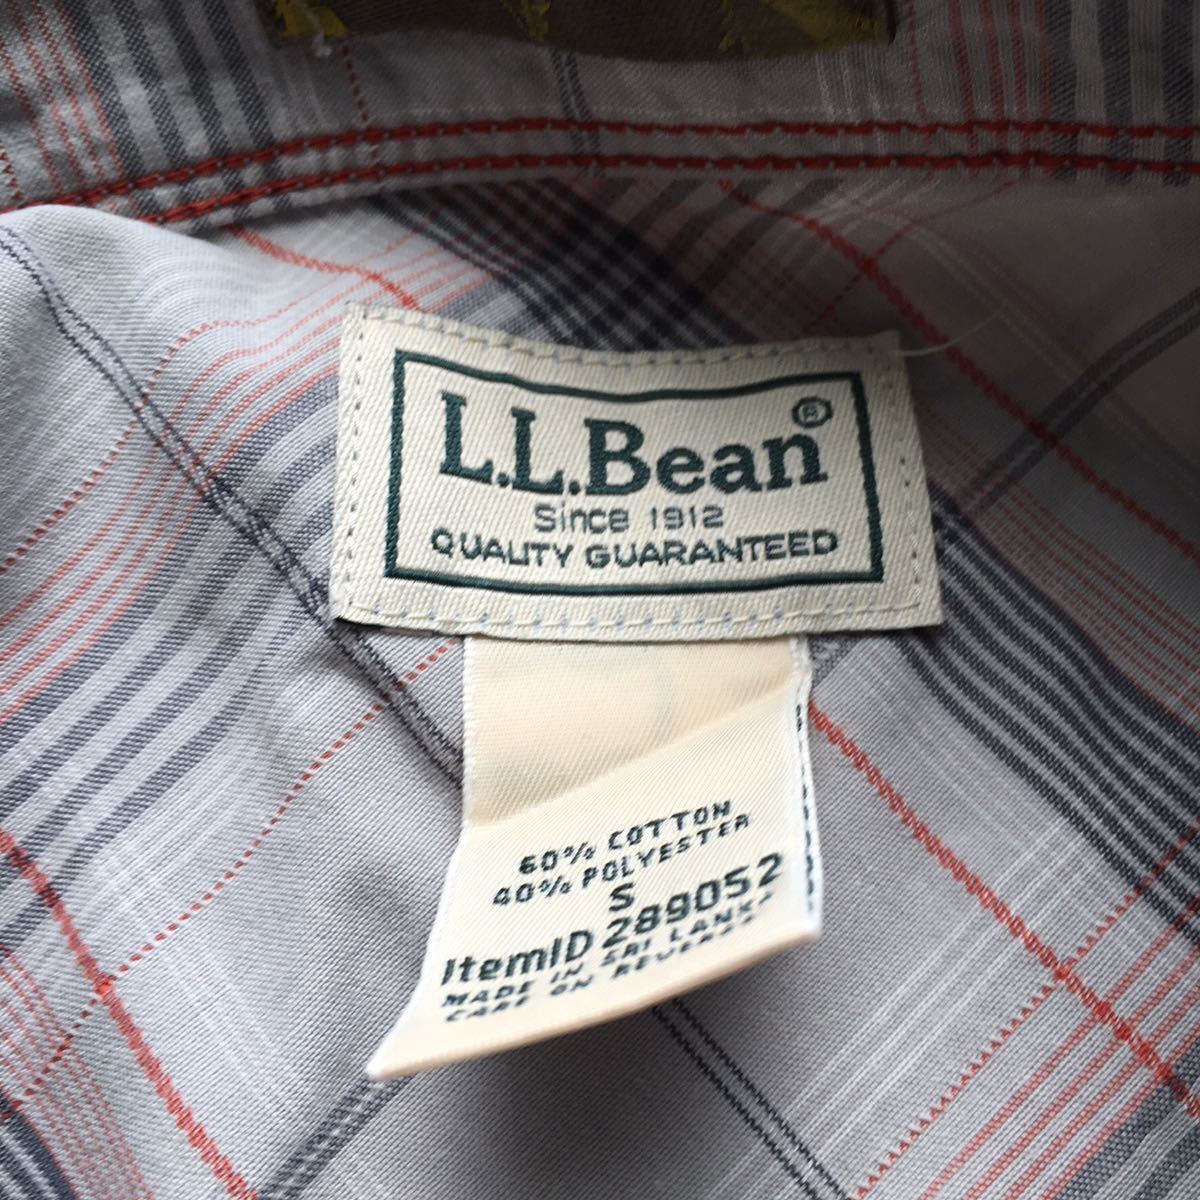 L.L.Bean®
Since 1912
QUALITY GUARANTEED
60% COTTON
40% POLYESTER
S
ItemID 289052
MADE IN SRI LANKA
CARE ON REVERSE